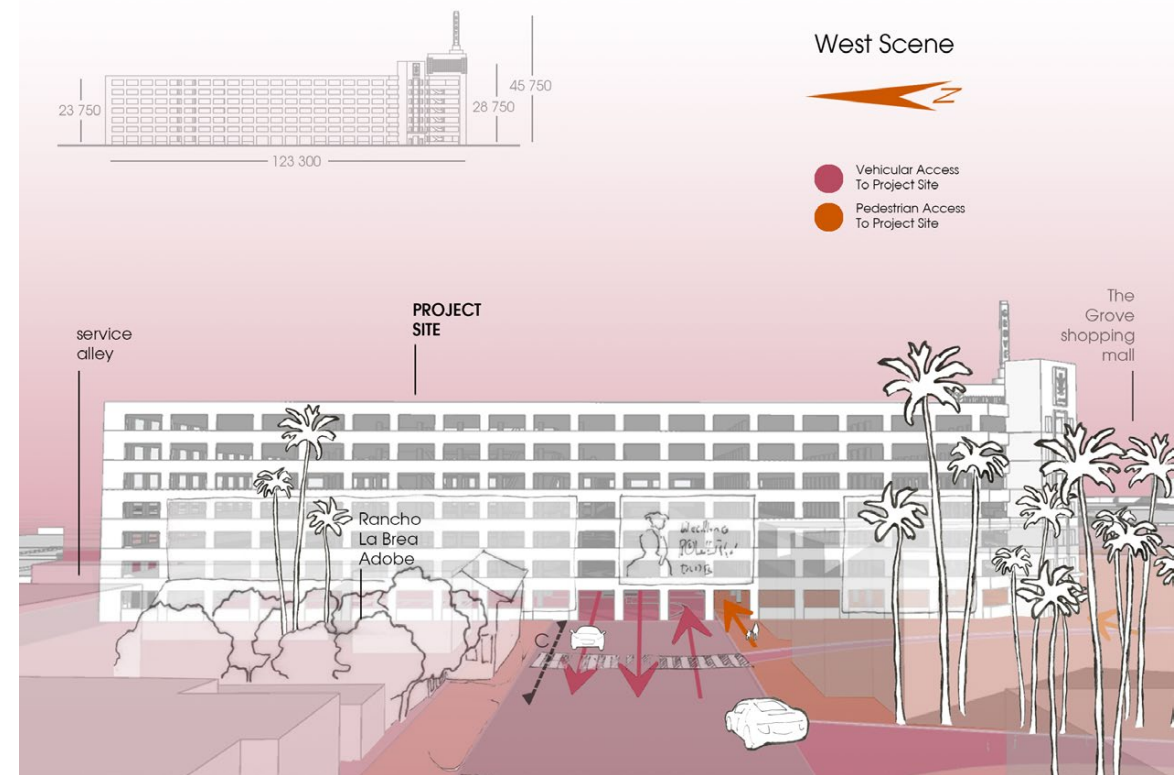 West Scene
Z
45 750
23 750
28 750
123 300
Vehicular Access
To Project Site
Pedestrian Access
To Project Site
The
Grove
shopping
mall
PROJECT
SITE
service
alley
Rancho
La Brea
Adobe
Wedding
C